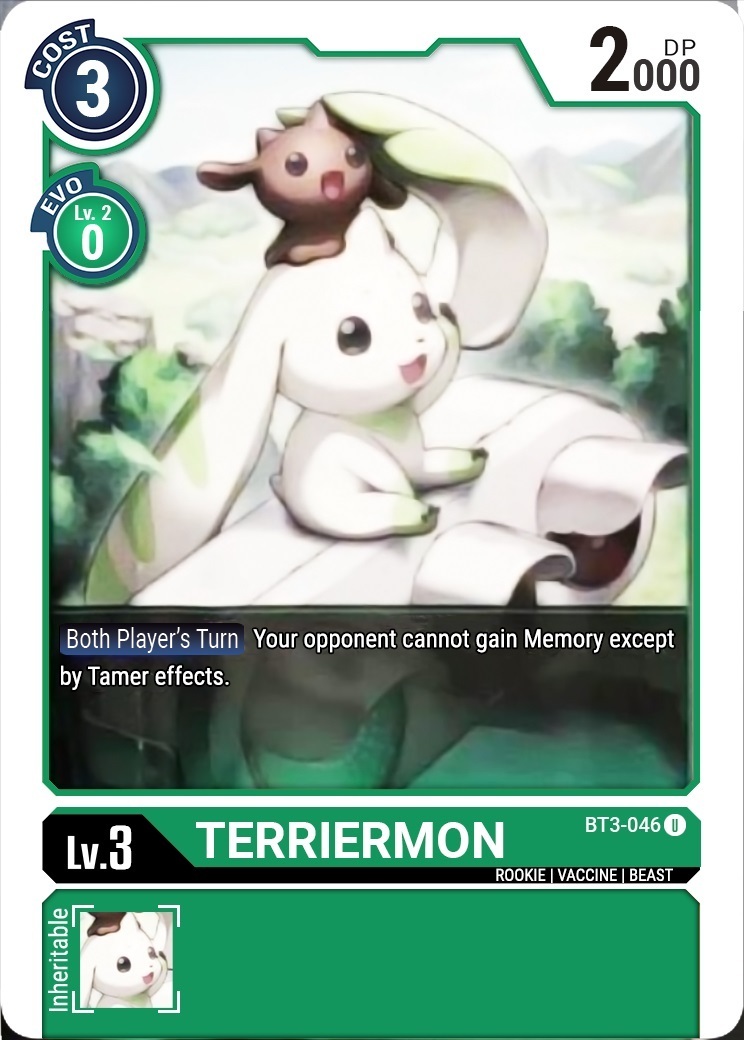 COST
3
DP
2000
EVO
Lv. 2
0
Both Player's Turn Your opponent cannot gain Memory except
by Tamer effects.
Lv.3
TERRIERMON
BT3-046 U
ROOKIE | VACCINE | BEAST
Inheritable